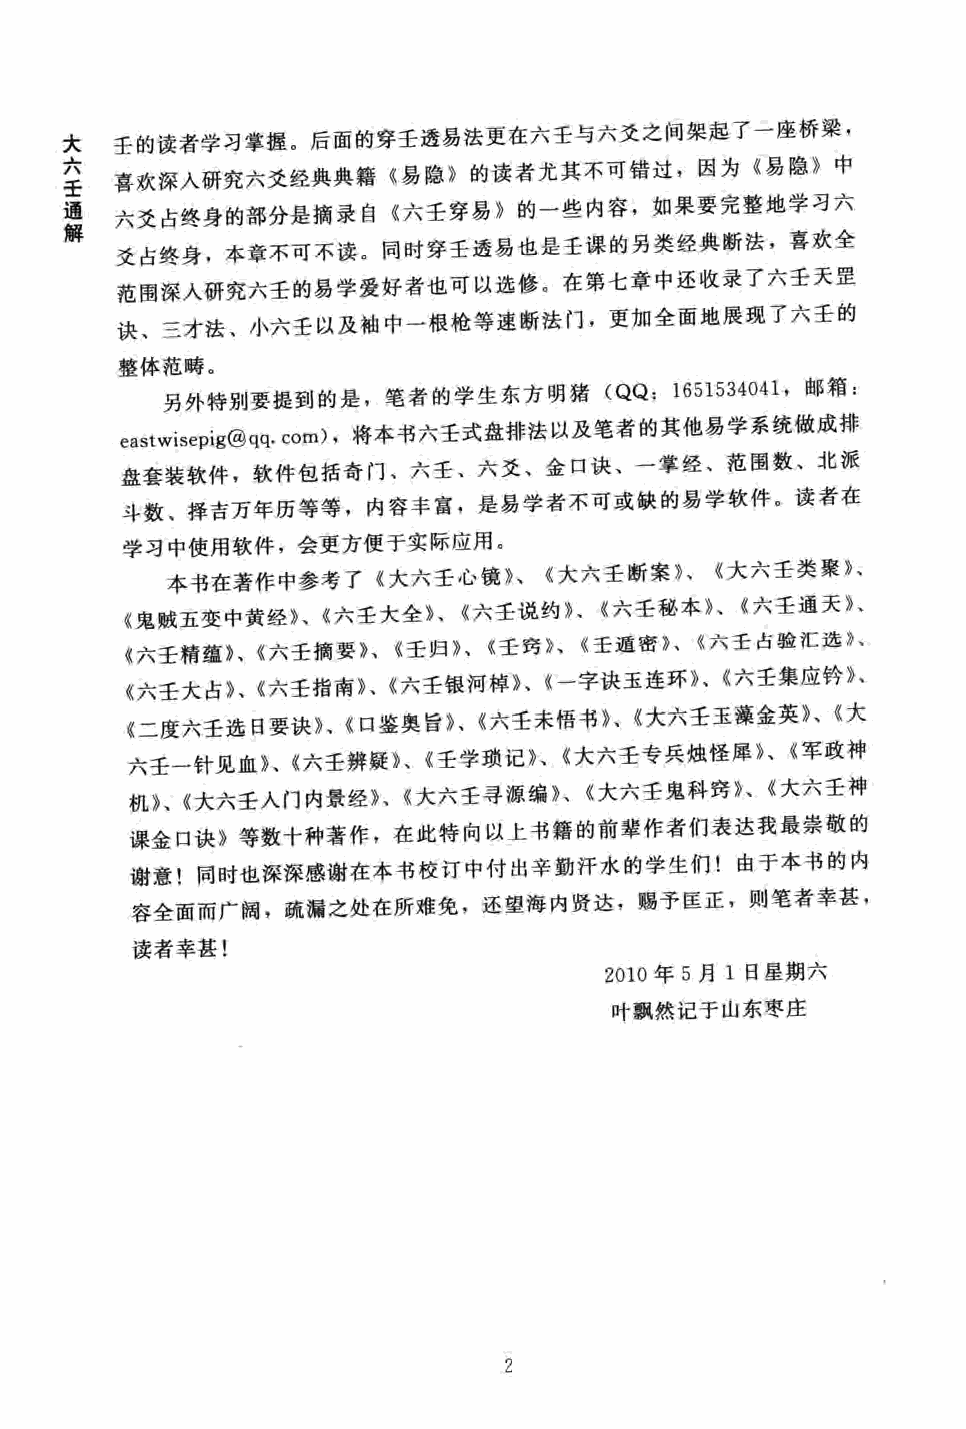 大六壬通解
壬的读者学习掌握。后面的穿壬透易法更在六壬与六爻之间架起了一座桥梁，
喜欢深入研究六爻经典典籍《易隐》的读者尤其不可错过，因为《易隐》中
六爻占终身的部分是摘录自《六壬穿易》的一些内容，如果要完整地学习六
爻占终身，本章不可不读。同时穿壬透易也是壬课的另类经典断法，喜欢全
范围深入研究六壬的易学爱好者也可以选修。在第七章中还收录了六壬天罡
诀、三才法、小六壬以及袖中一根枪等速断法门，更加全面地展现了六壬的
整体范畴。
另外特别要提到的是，笔者的学生东方明猪（QQ：1651534041，邮箱：
eastwisepig@qq.com），将本书六壬式盘排法以及笔者的其他易学系统做成排
盘套装软件，软件包括奇门、六壬、六爻、金口诀、一掌经、范围数、北派
斗数、择吉万年历等等，内容丰富，是易学者不可或缺的易学软件。读者在
学习中使用软件，会更方便于实际应用。
本书在著作中参考了《大六壬心镜》、《大六壬断案》、《大六壬类聚》、
《鬼贼五变中黄经》、《六壬大全》、《六壬说约》、《六壬秘本》、《六壬通天》、
《六壬精蕴》、《六壬摘要》、《壬归》、《壬窍》、《壬遁密》、《六壬占验汇选》、
《六壬大占》、《六壬指南》、《六壬银河棹》、《一字诀玉连环》、《六壬集应钤》、
《二度六壬选日要诀》、《口鉴奥旨》、《六壬未悟书》、《大六壬玉藻金英》、《大
六壬一针见血》、《六壬辨疑》、《壬学琐记》、《大六壬专兵烛怪犀》、《军政神
机》、《大六壬入门内景经》、《大六壬寻源编》、《大六壬鬼料窍》、《大六壬神
课金口诀》等数十种著作，在此特向以上书籍的前辈作者们表达我最崇敬的
谢意！同时也深深感谢在本书校订中付出辛勤汗水的学生们！由于本书的内
容全面而广阔，疏漏之处在所难免，还望海内贤达，赐予匡正，则笔者幸甚，
读者幸甚！
2010 年 5 月 1 日星期六
叶飘然记于山东枣庄
2